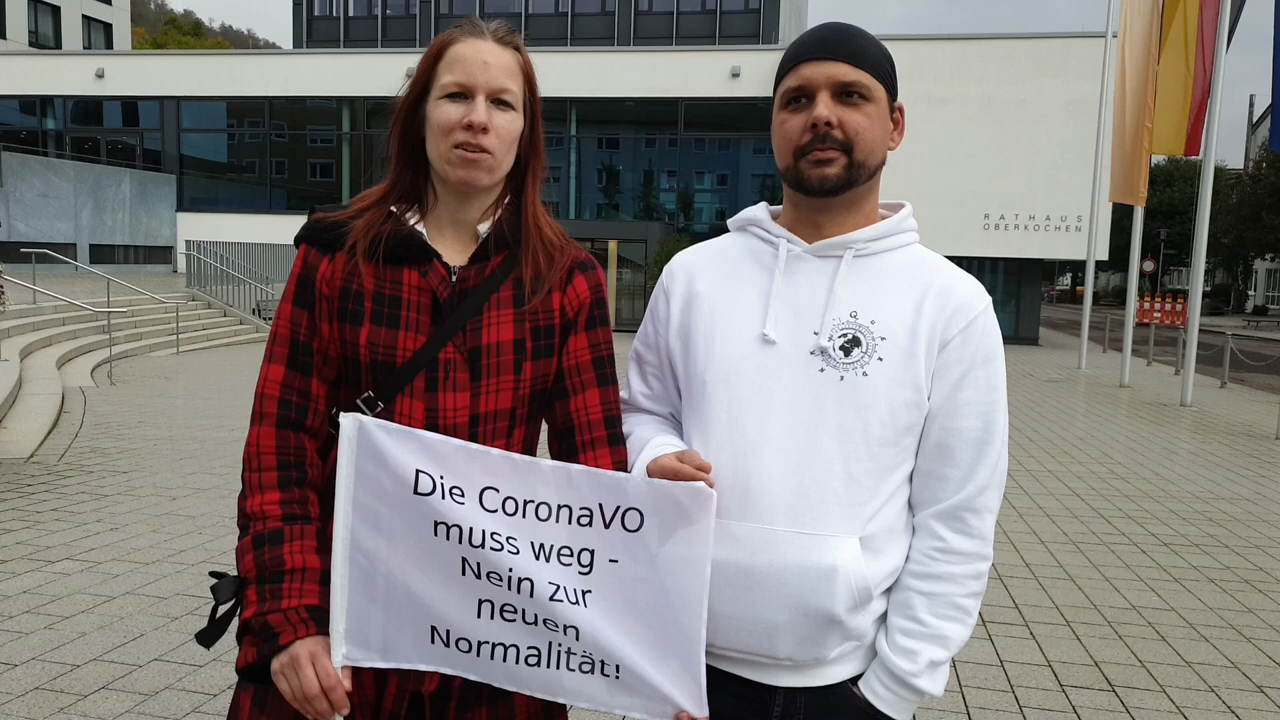 RATHAUS
OBERKOCHEN
Die CoronaVO
muss weg -
Nein zur
neuen
Normalität!